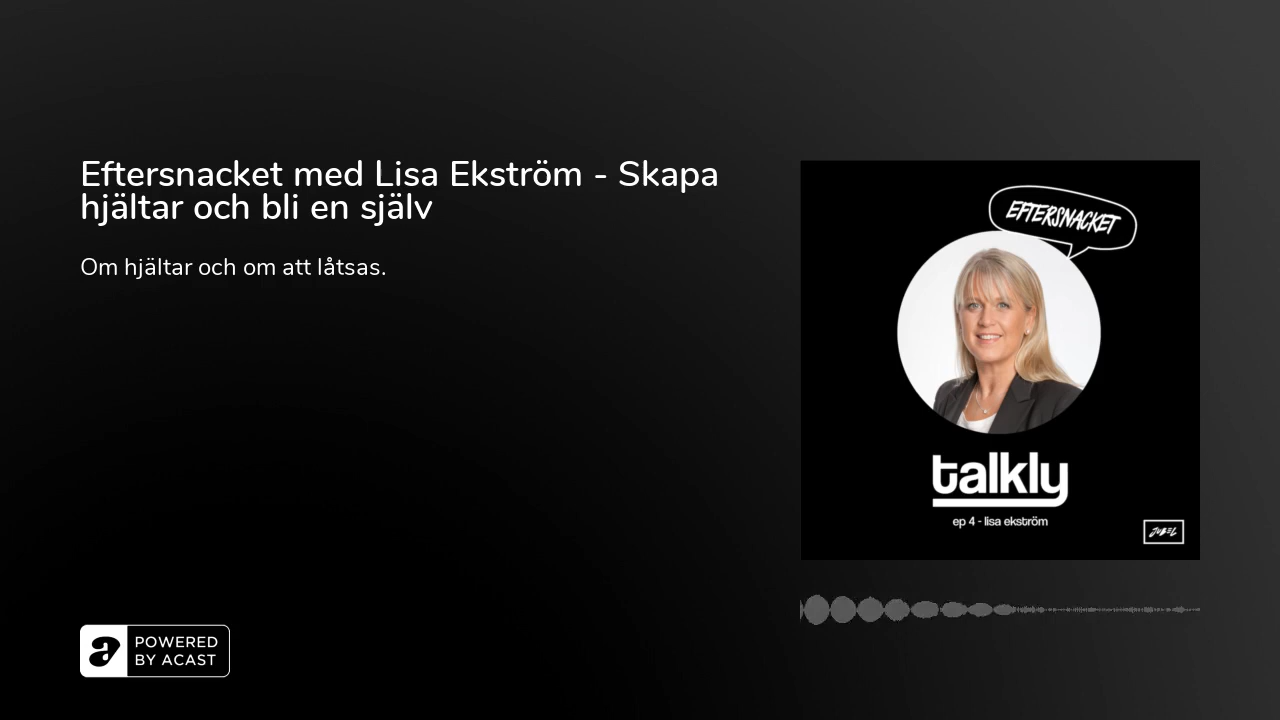 Eftersnacket med Lisa Ekström - Skapa
hjältar och bli en själv
Om hjältar och om att låtsas.
EFTERSNACKET
talkly
ep 4 - lisa ekström
JUBEL
POWERED
BY ACAST